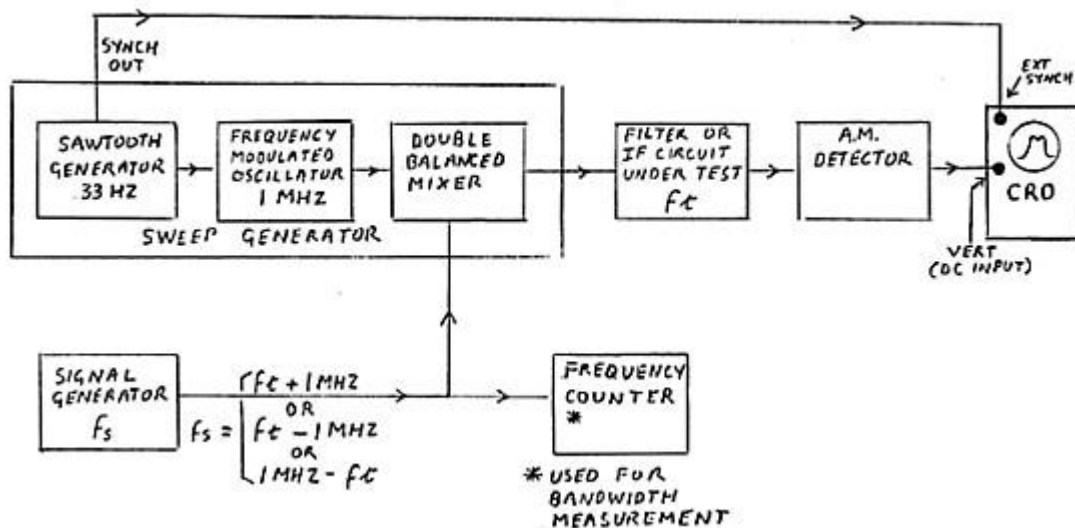 SYNCH
OUT
EXT
SYNCH
SAWTOOTH
GENERATOR
33 HZ
FREQUENCY
MODULATED
OSCILLATOR
1 MHZ
DOUBLE
BALANCED
MIXER
SWEEP GENERATOR
FILTER OR
IF CIRCUIT
UNDER TEST
ft
A.M.
DETECTOR
CRO
VERT
(DC INPUT)
SIGNAL
GENERATOR
fs
fs =
ft + 1 MHZ
OR
ft - 1 MHZ
OR
1 MHZ - ft
FREQUENCY
COUNTER
*
* USED FOR
BANDWIDTH
MEASUREMENT